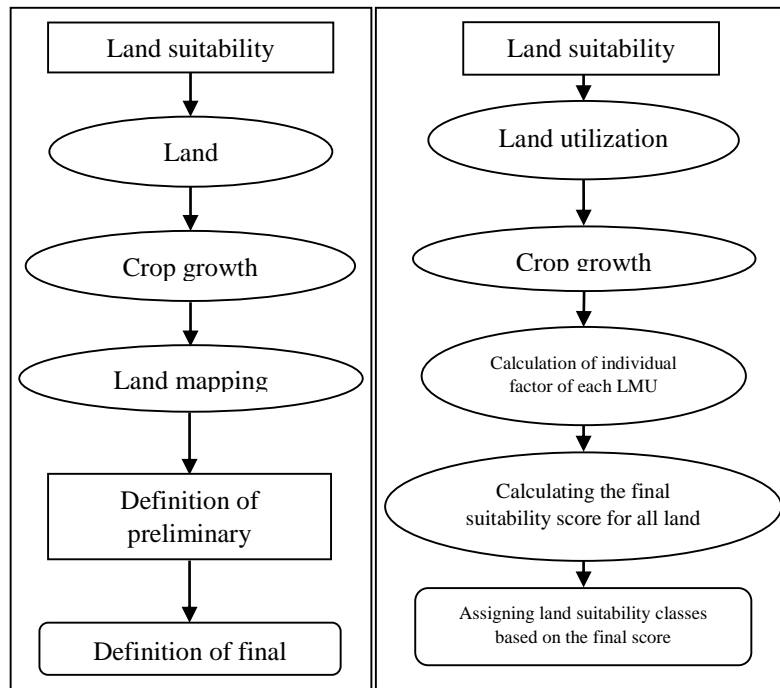 Land suitability
Land
Crop growth
Land mapping
Definition of
preliminary
Definition of final
Land suitability
Land utilization
Crop growth
Calculation of individual
factor of each LMU
Calculating the final
suitability score for all land
Assigning land suitability classes
based on the final score